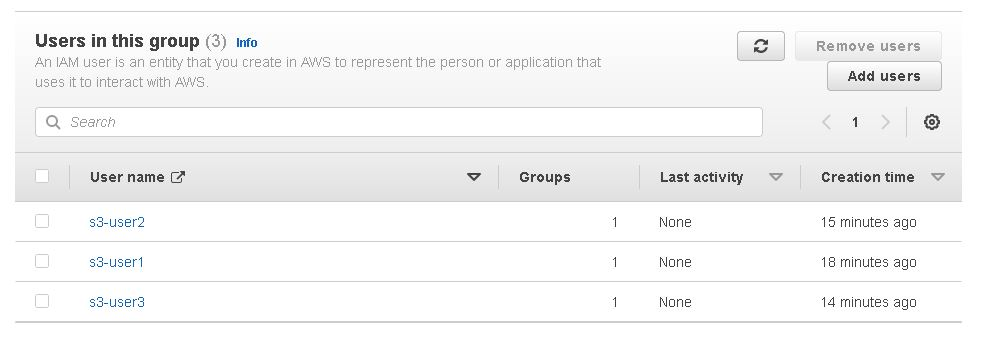 Users in this group (3) Info
An IAM user is an entity that you create in AWS to represent the person or application that
uses it to interact with AWS.
Remove users
Add users
Search
1
User name Groups Last activity Creation time
s3-user2 1 None 15 minutes ago
s3-user1 1 None 18 minutes ago
s3-user3 1 None 14 minutes ago